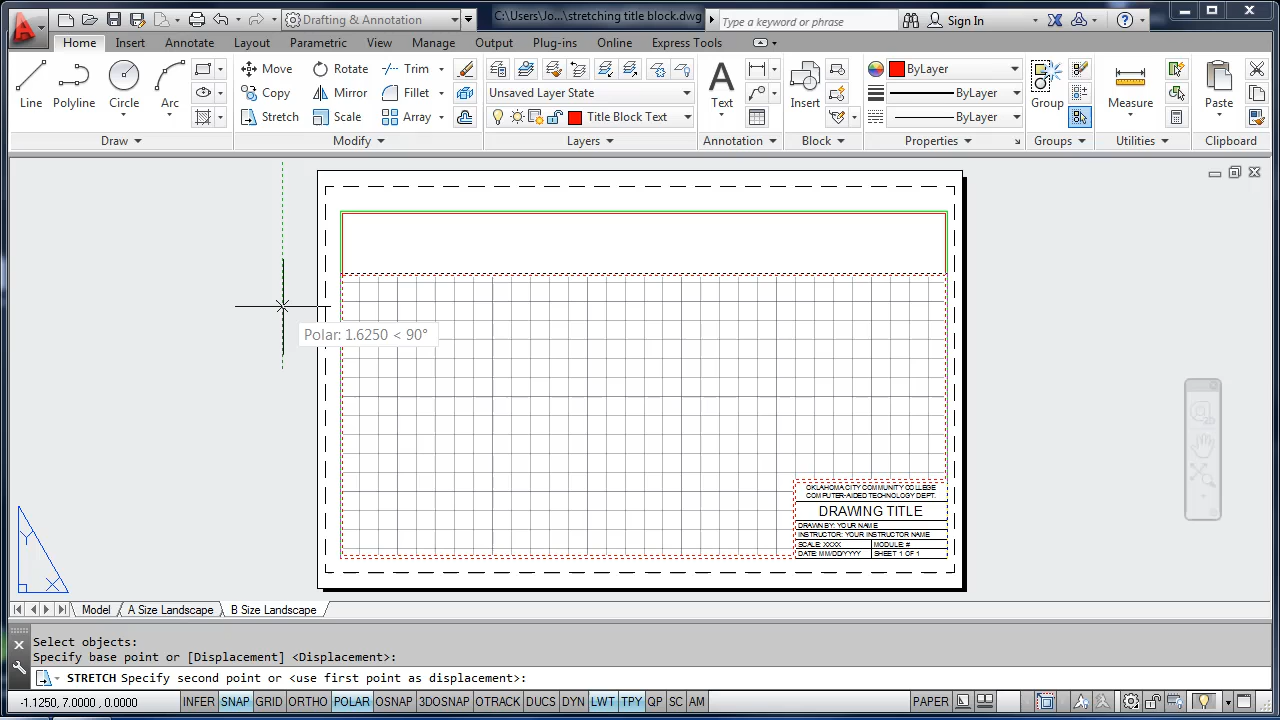 Drafting & Annotation
C:\Users\Jo...\stretching title block.dwg
Type a keyword or phrase
Sign In
Home Insert Annotate Layout Parametric View Manage Output Plug-ins Online Express Tools
Line
Polyline
Circle
Arc
Draw
Move
Rotate
Trim
Copy
Mirror
Fillet
Stretch
Scale
Array
Modify
Unsaved Layer State
Title Block Text
Layers
Text
Annotation
Insert
Block
ByLayer
ByLayer
ByLayer
Properties
Group
Groups
Measure
Utilities
Paste
Clipboard
Polar: 1.6250 < 90°
OKLAHOMA CITY COMMUNITY COLLEGE
COMPUTER-AIDED TECHNOLOGY DEPT.
DRAWING TITLE
DRAWN BY: YOUR NAME
INSTRUCTOR: YOUR INSTRUCTOR NAME
SCALE: XXXX MODULE: #
DATE: MM/DD/YYYY SHEET 1 OF 1
Y
X
Model A Size Landscape B Size Landscape
Select objects:
Specify base point or [Displacement] <Displacement>:
STRETCH Specify second point or <use first point as displacement>:
-1.1250, 7.0000 , 0.0000 INFER SNAP GRID ORTHO POLAR OSNAP 3DOSNAP OTRACK DUCS DYN LWT TPY QP SC AM PAPER